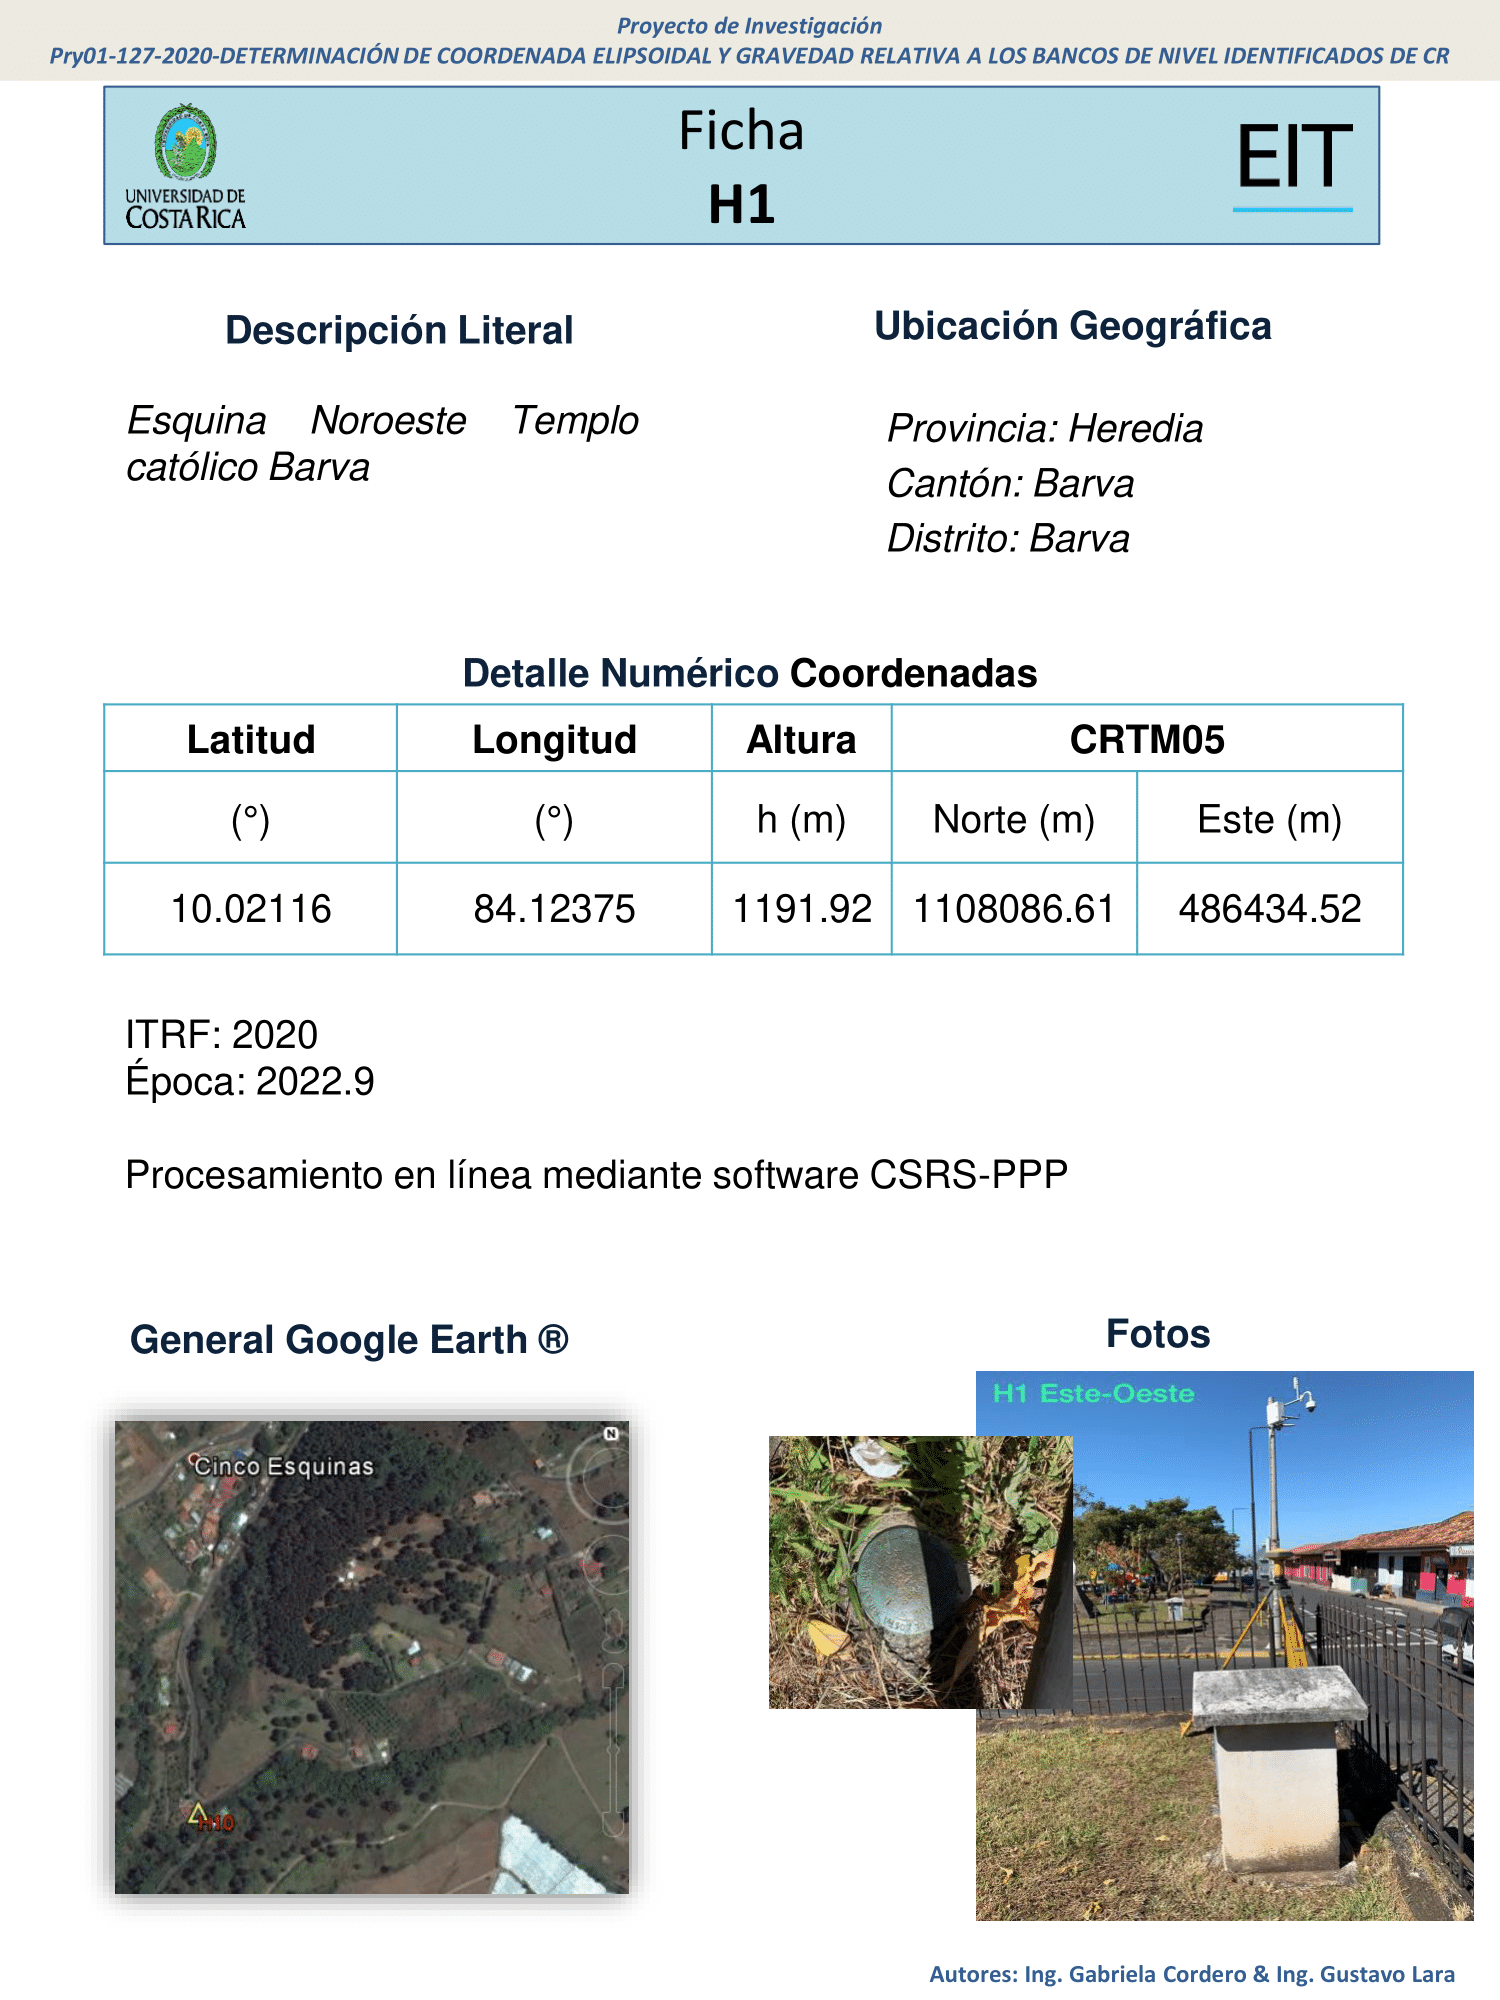 Proyecto de Investigación
Pry01-127-2020-DETERMINACIÓN DE COORDENADA ELIPSOIDAL Y GRAVEDAD RELATIVA A LOS BANCOS DE NIVEL IDENTIFICADOS DE CR
UNIVERSIDAD DE
COSTA RICA
Ficha
H1
EIT
Descripción Literal
Esquina Noroeste Templo
católico Barva
Ubicación Geográfica
Provincia: Heredia
Cantón: Barva
Distrito: Barva
Detalle Numérico Coordenadas
Latitud Longitud Altura CRTM05
(°) (°) h (m) Norte (m) Este (m)
10.02116 84.12375 1191.92 1108086.61 486434.52
ITRF: 2020
Época: 2022.9
Procesamiento en línea mediante software CSRS-PPP
General Google Earth ®
N
Cinco Esquinas
H10
Fotos
H1 Este-Oeste
Autores: Ing. Gabriela Cordero & Ing. Gustavo Lara